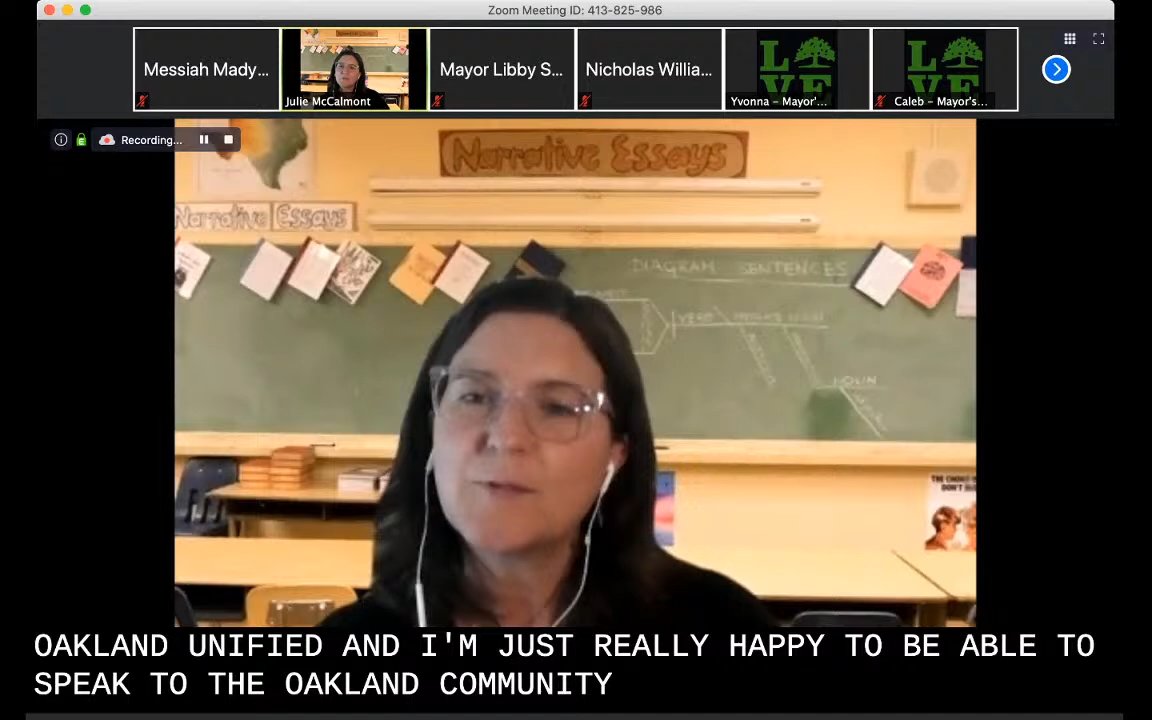 Zoom Meeting ID: 413-825-986
Messiah Mady...
Julie McCalmont
Mayor Libby S...
Nicholas Willia...
L VE
Yvonna – Mayor'...
L VE
Caleb – Mayor's...
Recording...
Narrative Essays
Narrative Essays
DIAGRAM SENTENCES
VERB
NOUN
OAKLAND UNIFIED AND I'M JUST REALLY HAPPY TO BE ABLE TO
SPEAK TO THE OAKLAND COMMUNITY